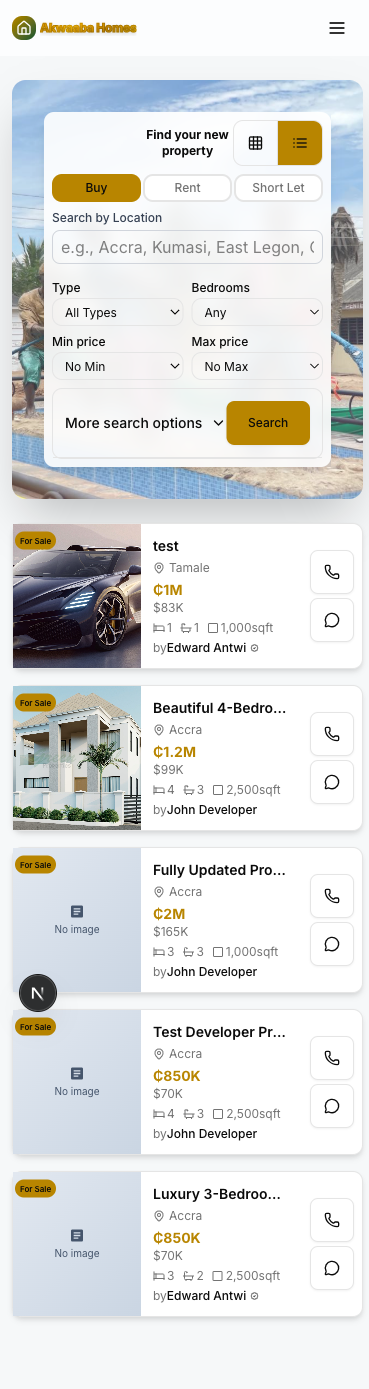 Akwaaba Homes
Find your new
property
Buy
Rent
Short Let
Search by Location
e.g., Accra, Kumasi, East Legon, C
Type
Bedrooms
All Types
Any
Min price
Max price
No Min
No Max
More search options
Search
For Sale
test
Tamale
₵1M
$83K
1 1 1,000sqft
byEdward Antwi
For Sale
Beautiful 4-Bedro...
Accra
₵1.2M
$99K
4 3 2,500sqft
byJohn Developer
For Sale
No image
Fully Updated Pro...
Accra
₵2M
$165K
3 3 1,000sqft
byJohn Developer
N
For Sale
No image
Test Developer Pr...
Accra
₵850K
$70K
4 3 2,500sqft
byJohn Developer
For Sale
No image
Luxury 3-Bedroo...
Accra
₵850K
$70K
3 2 2,500sqft
byEdward Antwi